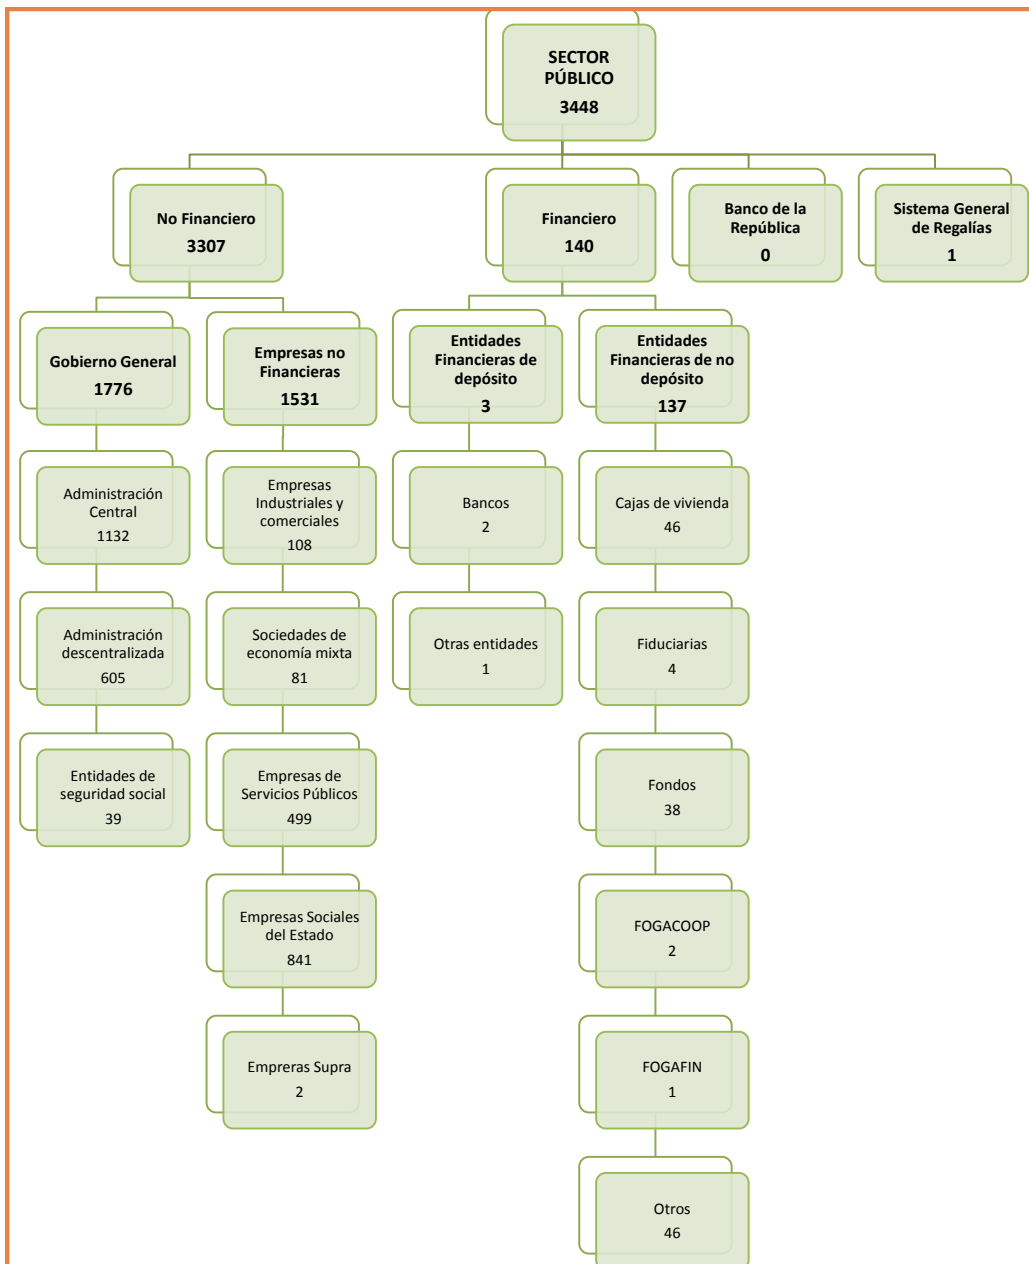 SECTOR
PÚBLICO
3448
No Financiero
3307
Financiero
140
Banco de la
República
0
Sistema General
de Regalías
1
Gobierno General
1776
Empresas no
Financieras
1531
Entidades
Financieras de
depósito
3
Entidades
Financieras de no
depósito
137
Administración
Central
1132
Empresas
Industriales y
comerciales
108
Bancos
2
Cajas de vivienda
46
Administración
descentralizada
605
Sociedades de
economía mixta
81
Otras entidades
1
Fiduciarias
4
Entidades de
seguridad social
39
Empresas de
Servicios Públicos
499
Fondos
38
Empresas Sociales
del Estado
841
FOGACOOP
2
Empreras Supra
2
FOGAFIN
1
Otros
46